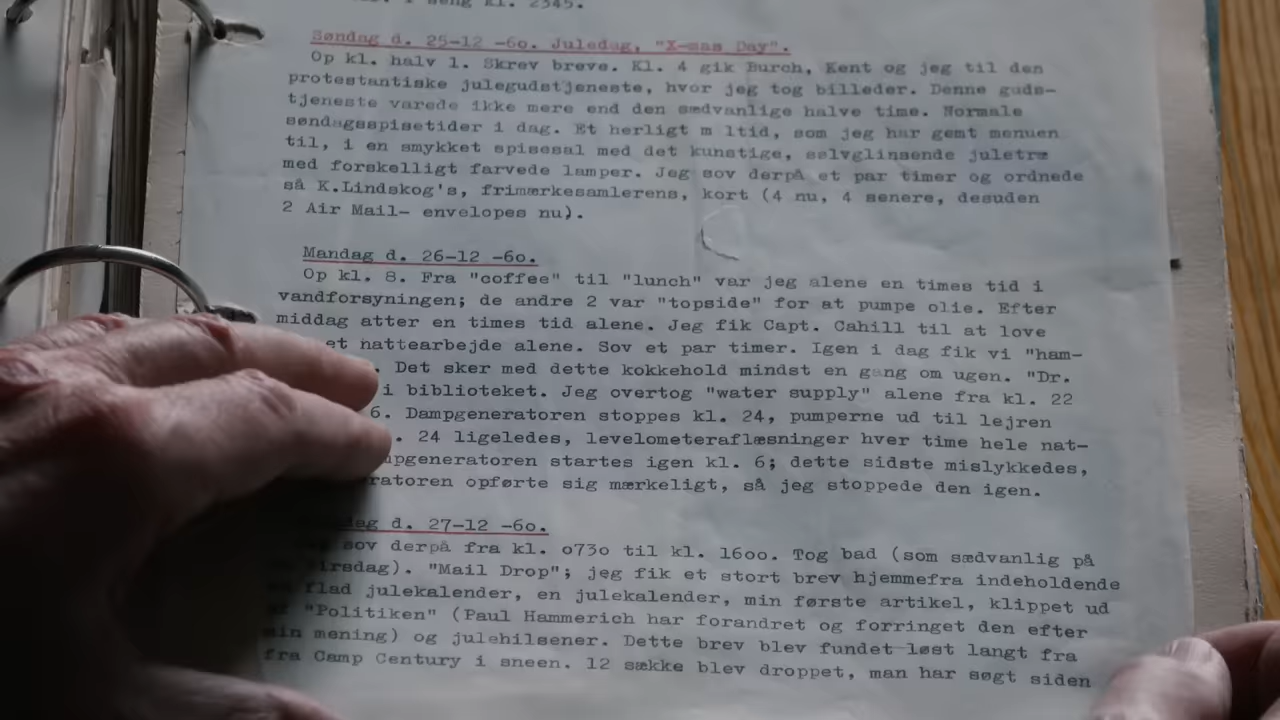 i seng kl. 2345.
Søndag d. 25-12 -6o. Juledag, "X-mas Day".
Op kl. halv 1. Skrev breve. Kl. 4 gik Burch, Kent og jeg til den
protestantiske julegudstjeneste, hvor jeg tog billeder. Denne guds-
tjeneste varede ikke mere end den sædvanlige halve time. Normale
søndagsspisetider i dag. Et herligt m ltid, som jeg har gemt menuen
til, i en smykket spisesal med det kunstige, sølvglinsende juletræ
med forskelligt farvede lamper. Jeg sov derpå et par timer og ordnede
så K.Lindskog's, frimærkesamlerens, kort (4 nu, 4 senere, desuden
2 Air Mail- envelopes nu).
Mandag d. 26-12 -6o.
Op kl. 8. Fra "coffee" til "lunch" var jeg alene en times tid i
vandforsyningen; de andre 2 var "topside" for at pumpe olie. Efter
middag atter en times tid alene. Jeg fik Capt. Cahill til at love
et nattearbejde alene. Sov et par timer. Igen i dag fik vi "ham-
. Det sker med dette kokkehold mindst en gang om ugen. "Dr.
i biblioteket. Jeg overtog "water supply" alene fra kl. 22
6. Dampgeneratoren stoppes kl. 24, pumperne ud til lejren
. 24 ligeledes, levelometeraflæsninger hver time hele nat-
mpgeneratoren startes igen kl. 6; dette sidste mislykkedes,
ratoren opførte sig mærkeligt, så jeg stoppede den igen.
dag d. 27-12 -6o.
sov derpå fra kl. o73o til kl. 16oo. Tog bad (som sædvanlig på
irsdag). "Mail Drop"; jeg fik et stort brev hjemmefra indeholdende
flad julekalender, en julekalender, min første artikel, klippet ud
af "Politiken" (Paul Hammerich har forandret og forringet den efter
min mening) og julehilsener. Dette brev blev fundet løst langt fra
fra Camp Century i sneen. 12 sække blev droppet, man har søgt siden